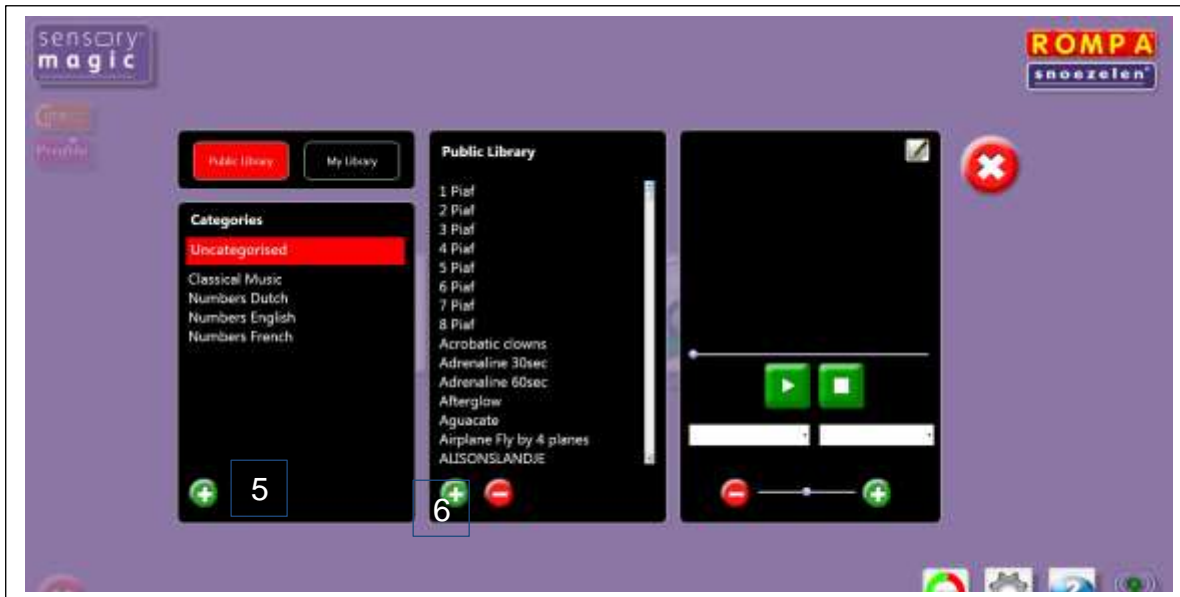 sensory
magic
ROMPA
snoezelen
Profile
Public Library
My Library
Categories
Uncategorised
Classical Music
Numbers Dutch
Numbers English
Numbers French
5
Public Library
1 Piaf
2 Piaf
3 Piaf
4 Piaf
5 Piaf
6 Piaf
7 Piaf
8 Piaf
Acrobatic clowns
Adrenaline 30sec
Adrenaline 60sec
Afterglow
Aguacate
Airplane Fly by 4 planes
ALISONSLANDJE
6